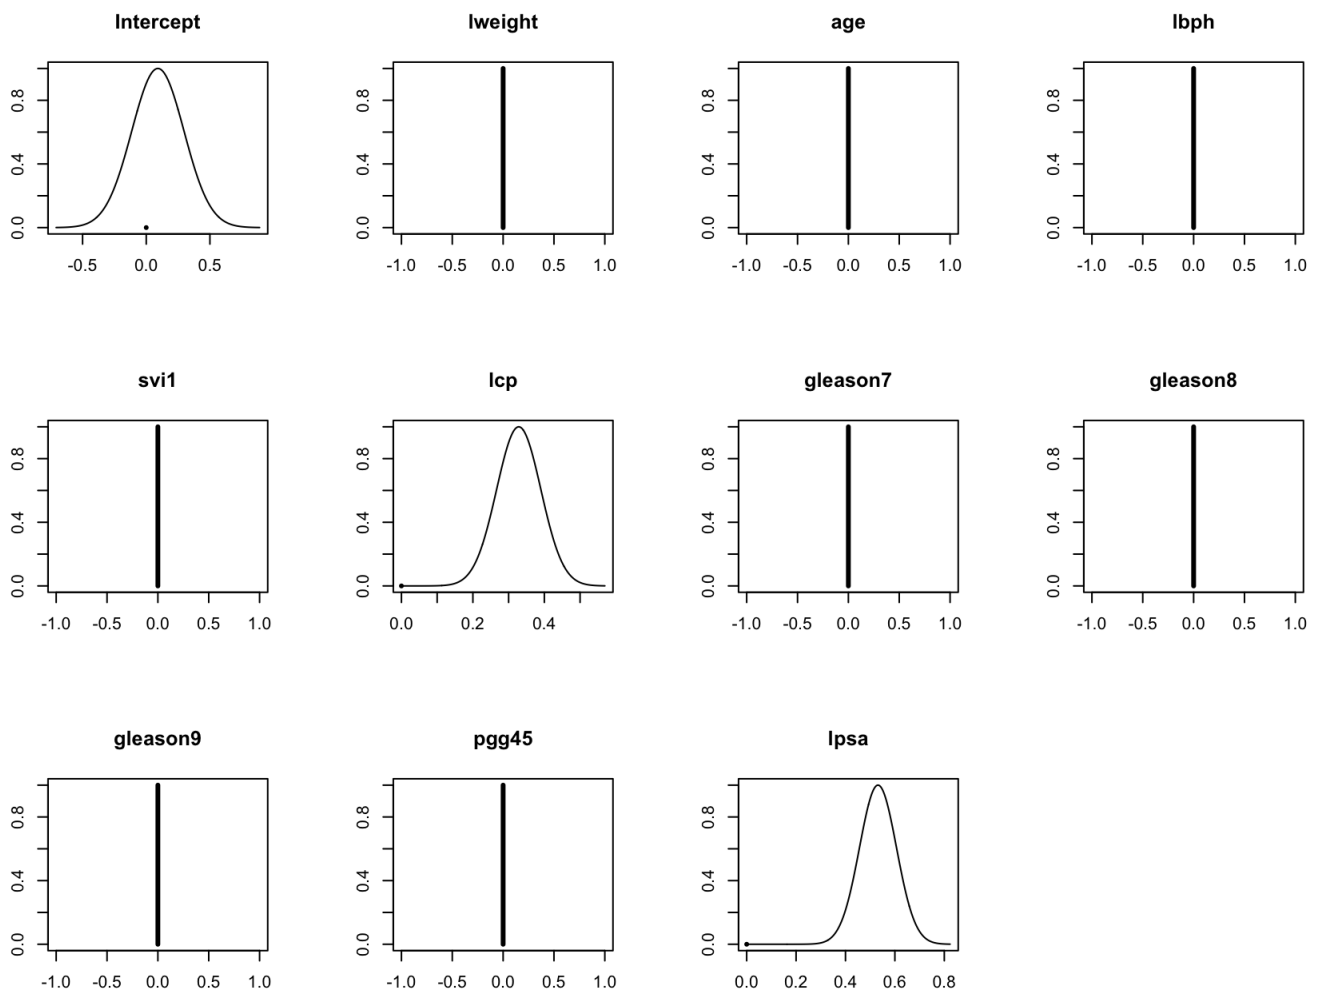 Intercept lweight age lbph
0.8 0.8 0.8 0.8
0.4 0.4 0.4 0.4
0.0 0.0 0.0 0.0
-0.5 0.0 0.5 -1.0 -0.5 0.0 0.5 1.0 -1.0 -0.5 0.0 0.5 1.0 -1.0 -0.5 0.0 0.5 1.0
svi1 lcp gleason7 gleason8
0.8 0.8 0.8 0.8
0.4 0.4 0.4 0.4
0.0 0.0 0.0 0.0
-1.0 -0.5 0.0 0.5 1.0 0.0 0.2 0.4 -1.0 -0.5 0.0 0.5 1.0 -1.0 -0.5 0.0 0.5 1.0
gleason9 pgg45 lpsa
0.8 0.8 0.8
0.4 0.4 0.4
0.0 0.0 0.0
-1.0 -0.5 0.0 0.5 1.0 -1.0 -0.5 0.0 0.5 1.0 0.0 0.2 0.4 0.6 0.8